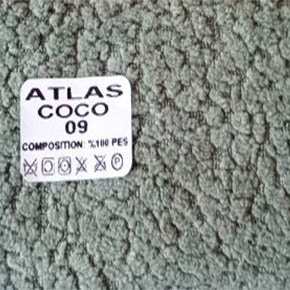 ATLAS
COCO
09
COMPOSITION: %100 PES
P